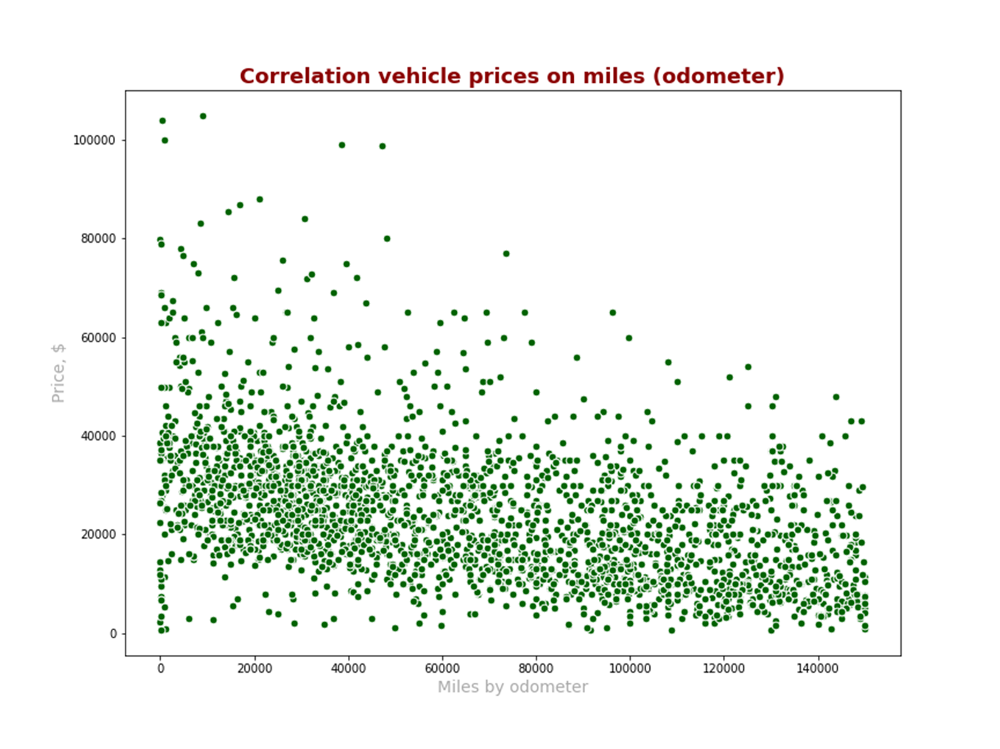 Correlation vehicle prices on miles (odometer)
100000
80000
60000
40000
20000
0
Price, $
0 20000 40000 60000 80000 100000 120000 140000
Miles by odometer